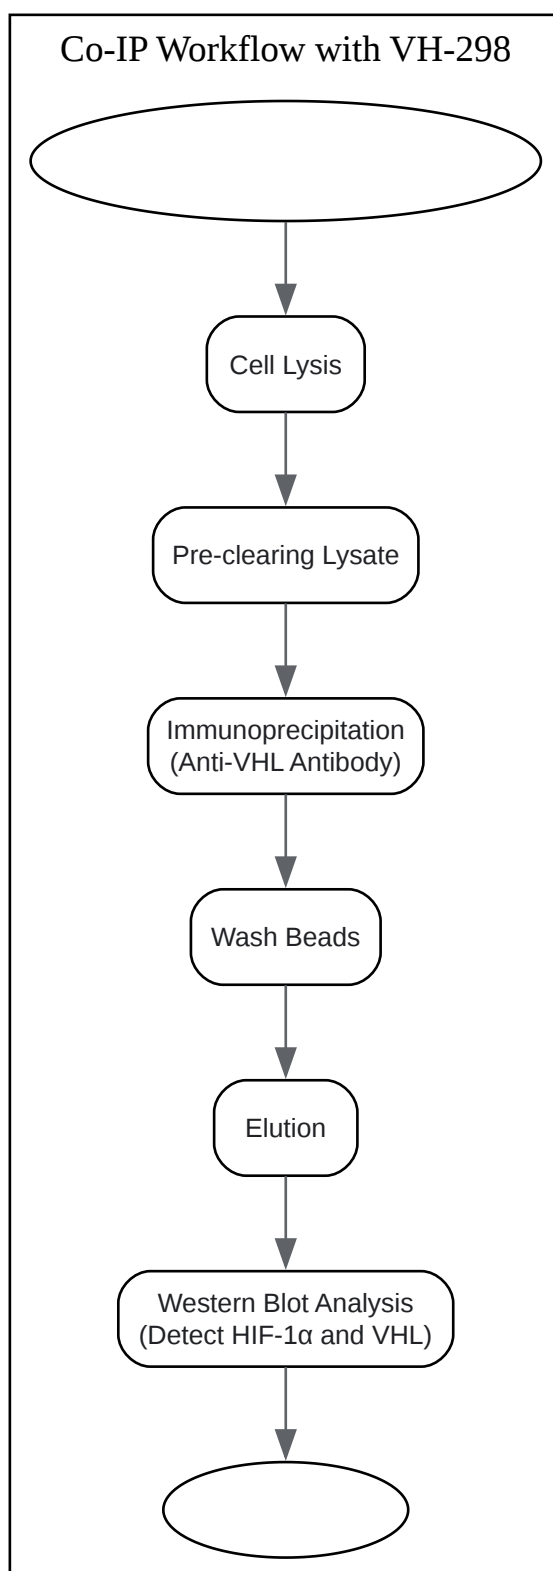 Co-IP Workflow with VH-298
Cell Lysis
Pre-clearing Lysate
Immunoprecipitation
(Anti-VHL Antibody)
Wash Beads
Elution
Western Blot Analysis
(Detect HIF-1α and VHL)